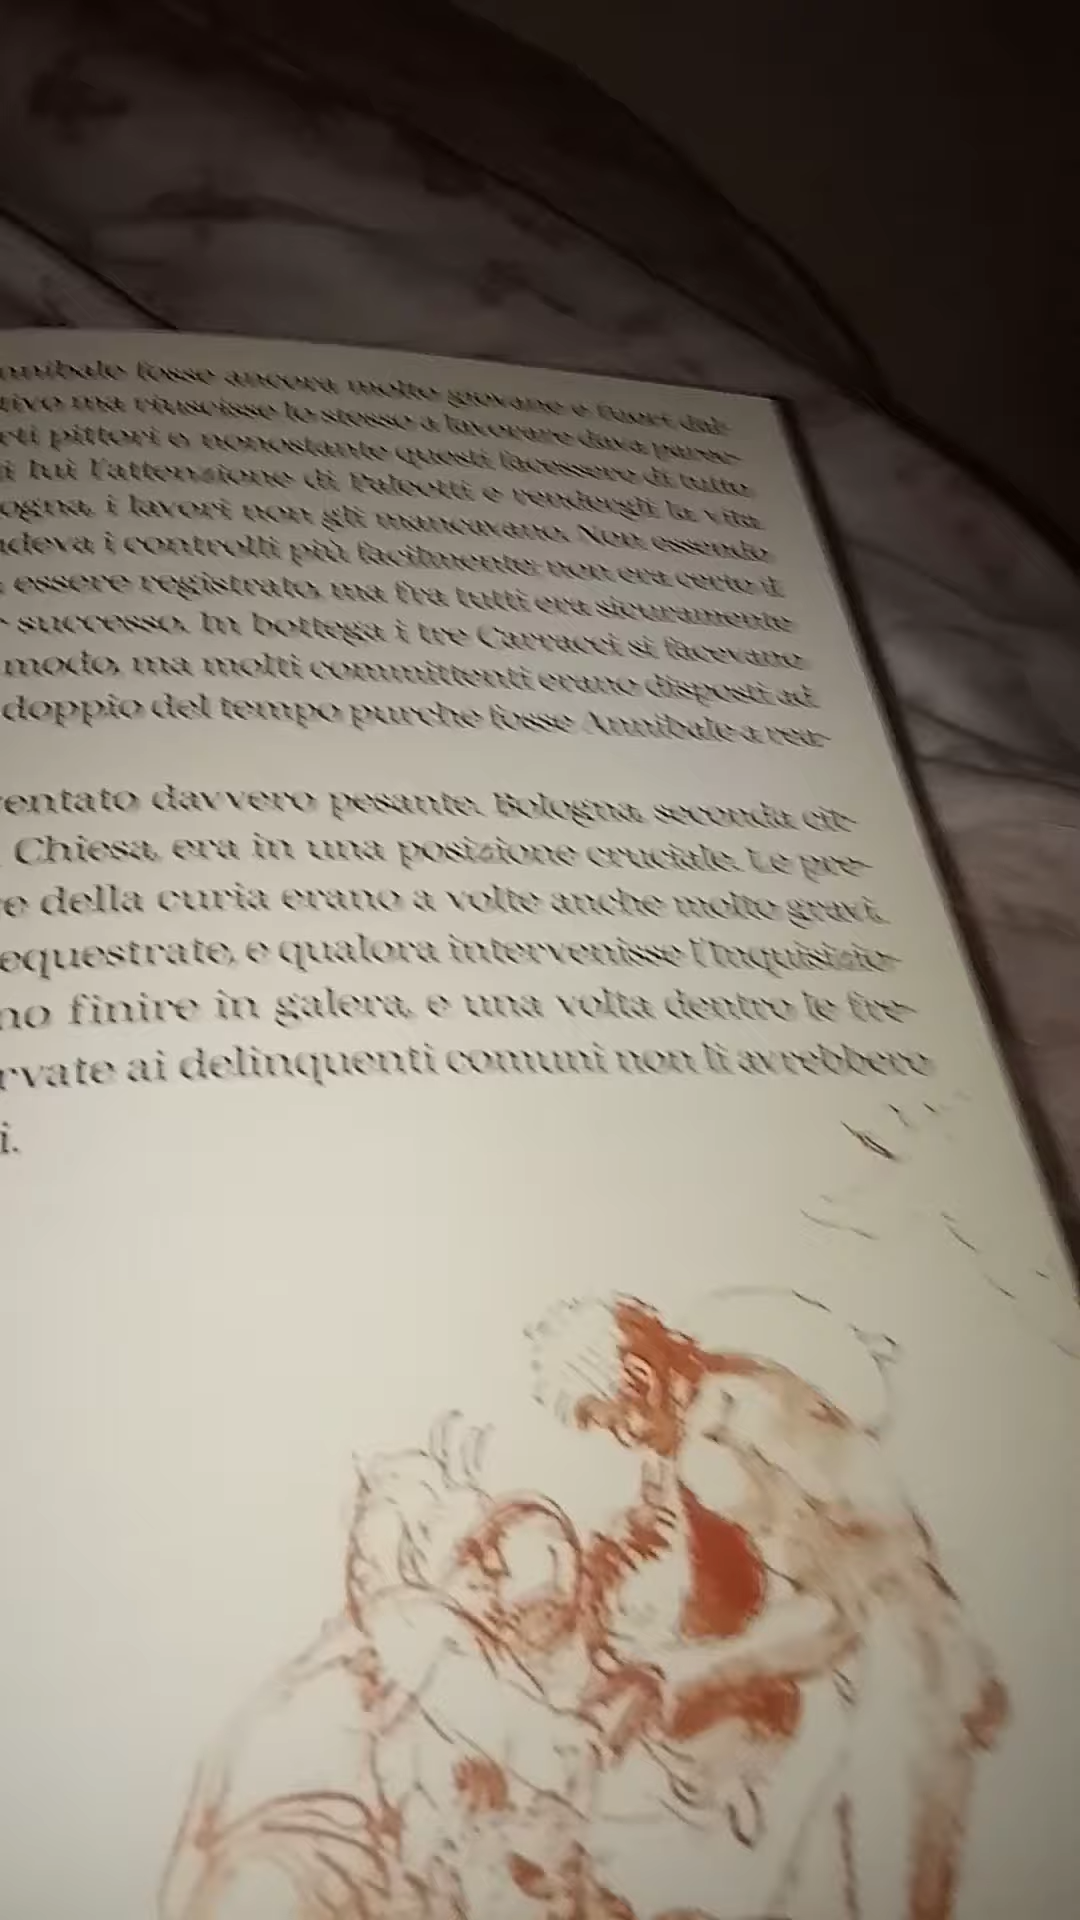 nnibale fosse ancora molto giovane e fuori dal-
tivo ma riuscisse lo stesso a lavorare dava
pittori e nonostante questi facessero di tutto
i lui l'attenzione di Paleotti e rendergli la vita
ogna, i lavori non gli mancavano. Non essendo
deva i controlli più facilmente: non era certo il
essere registrato, ma fra tutti era sicuramente
successo. In bottega i tre Carracci si facevano
modo, ma molti committenti erano disposti ad
doppio del tempo purché fosse Annibale a rea-
entato davvero pesante. Bologna, seconda cit-
Chiesa, era in una posizione cruciale. Le pre-
e della curia erano a volte anche molto gravi.
equestrate, e qualora intervenisse l'Inquisizio-
no finire in galera, e una volta dentro le fre-
rvate ai delinquenti comuni non li avrebbero
i.